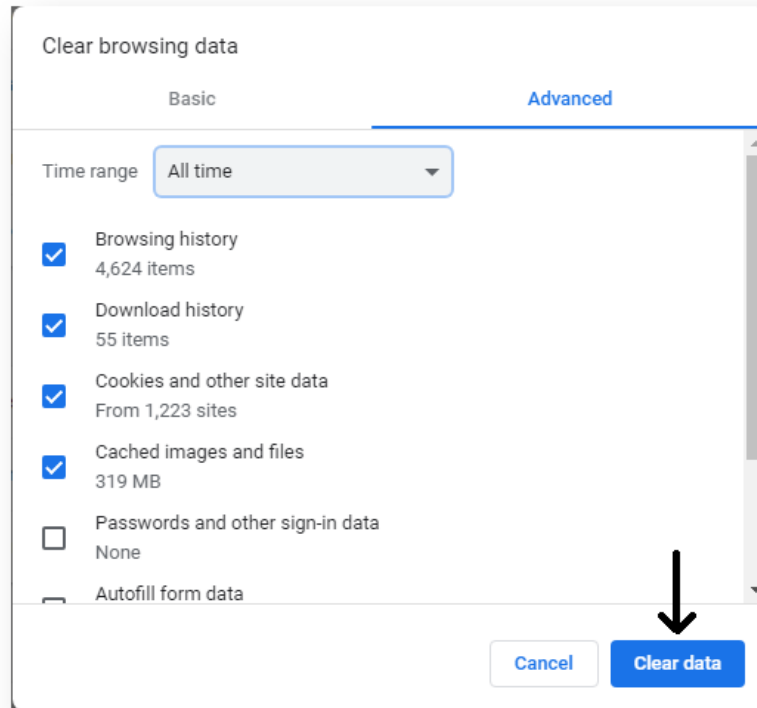 Clear browsing data
Basic
Advanced
Time range
All time
Browsing history
4,624 items
Download history
55 items
Cookies and other site data
From 1,223 sites
Cached images and files
319 MB
Passwords and other sign-in data
None
Autofill form data
Cancel
Clear data